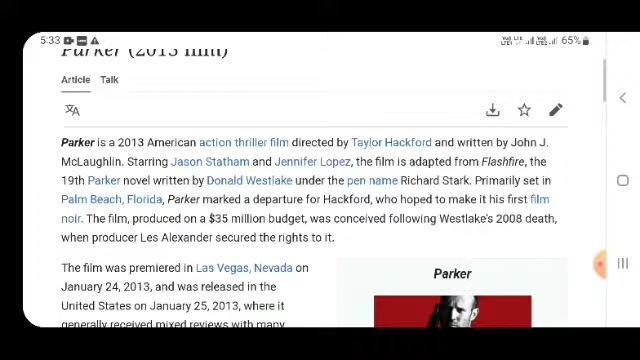 5:33
65%
Parker (2013 film)
Article Talk
Parker is a 2013 American action thriller film directed by Taylor Hackford and written by John J.
McLaughlin. Starring Jason Statham and Jennifer Lopez, the film is adapted from Flashfire, the
19th Parker novel written by Donald Westlake under the pen name Richard Stark. Primarily set in
Palm Beach, Florida, Parker marked a departure for Hackford, who hoped to make it his first film
noir. The film, produced on a $35 million budget, was conceived following Westlake's 2008 death,
when producer Les Alexander secured the rights to it.
The film was premiered in Las Vegas, Nevada on
January 24, 2013, and was released in the
United States on January 25, 2013, where it
generally received mixed reviews with many
Parker